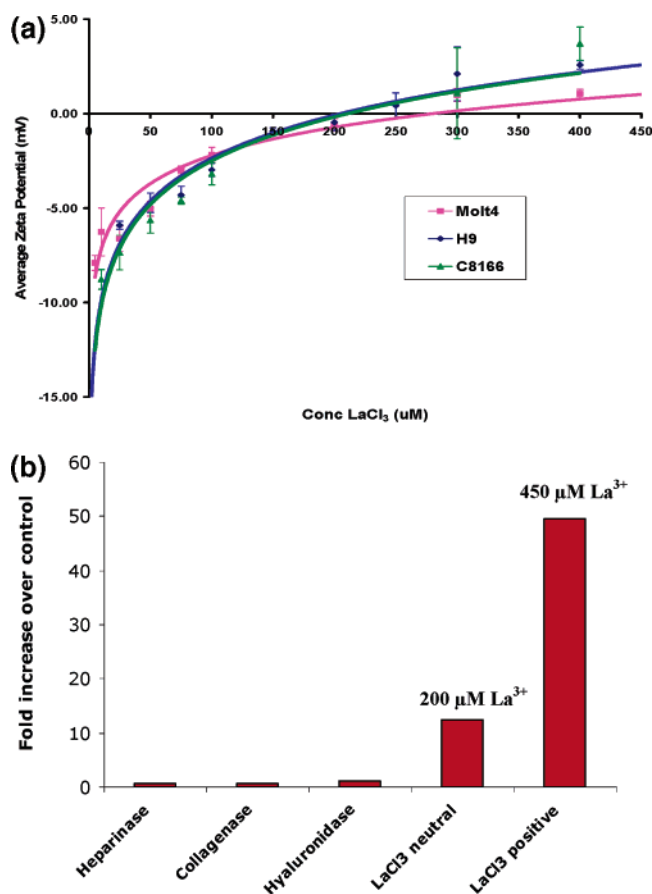 (a)
5.00
0.00
-5.00
-10.00
-15.00
0 50 100 150 200 250 300 350 400 450
Average Zeta Potential (mV)
Molt4
H9
C8166
Conc LaCl₃ (uM)
(b)
60
50
40
30
20
10
0
Fold increase over control
450 μM La³⁺
200 μM La³⁺
Heparinase
Collagenase
Hyaluronidase
LaCl3 neutral
LaCl3 positive